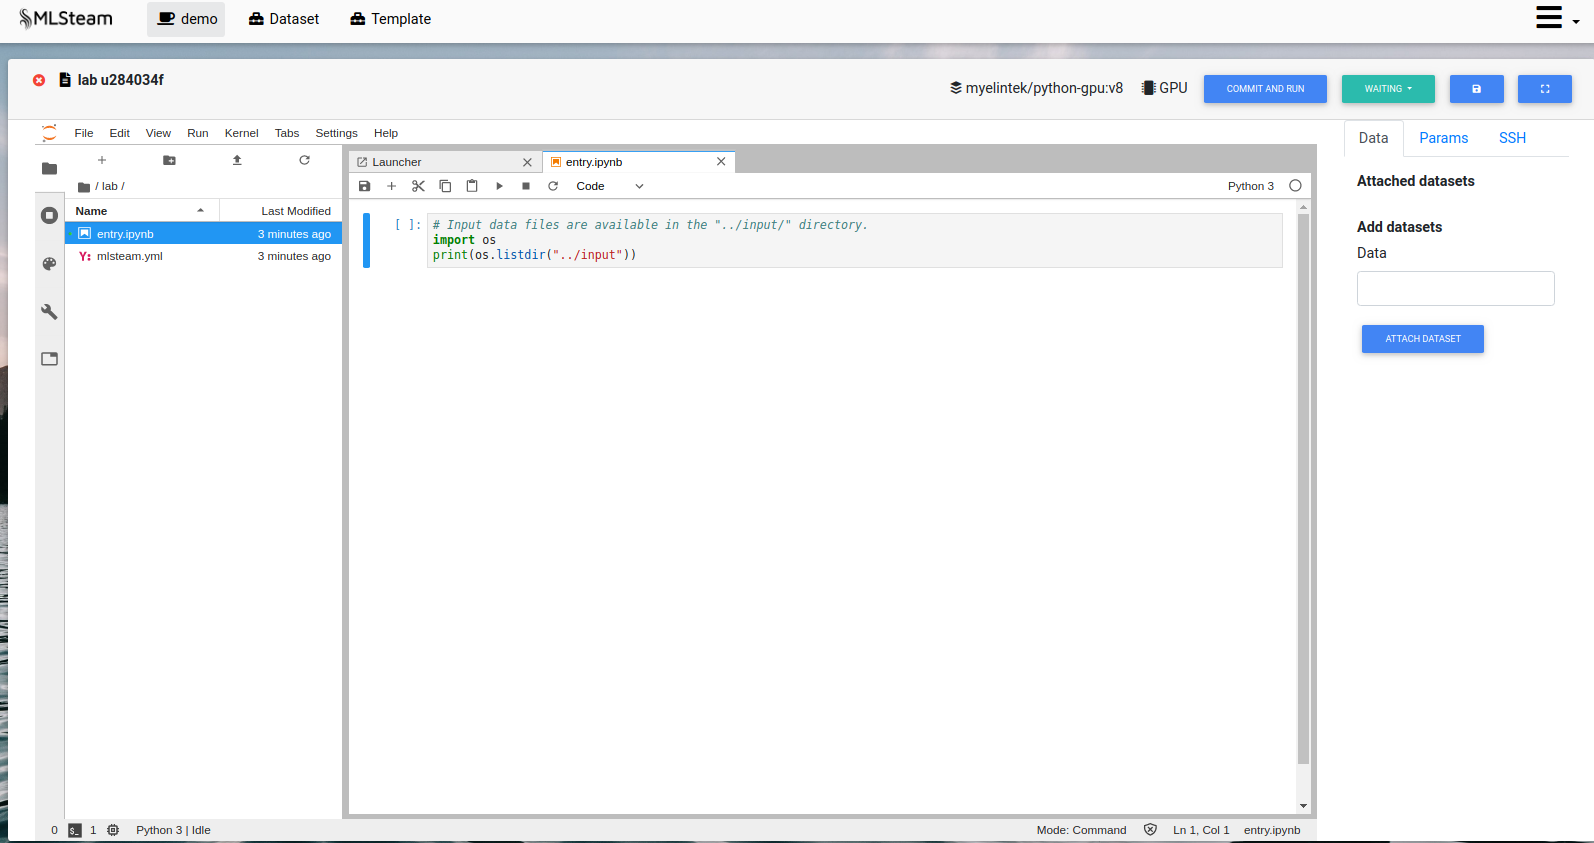 MLSteam
demo
Dataset
Template
lab u284034f
myelintek/python-gpu:v8
GPU
COMMIT AND RUN
WAITING
File Edit View Run Kernel Tabs Settings Help
/ lab /
Name
Last Modified
entry.ipynb
3 minutes ago
Y: mlsteam.yml
3 minutes ago
Launcher
entry.ipynb
Code
Python 3
[ ]:
# Input data files are available in the "../input/" directory.
import os
print(os.listdir("../input"))
Data
Params
SSH
Attached datasets
Add datasets
Data
ATTACH DATASET
0
$_
1
Python 3 | Idle
Mode: Command
Ln 1, Col 1
entry.ipynb